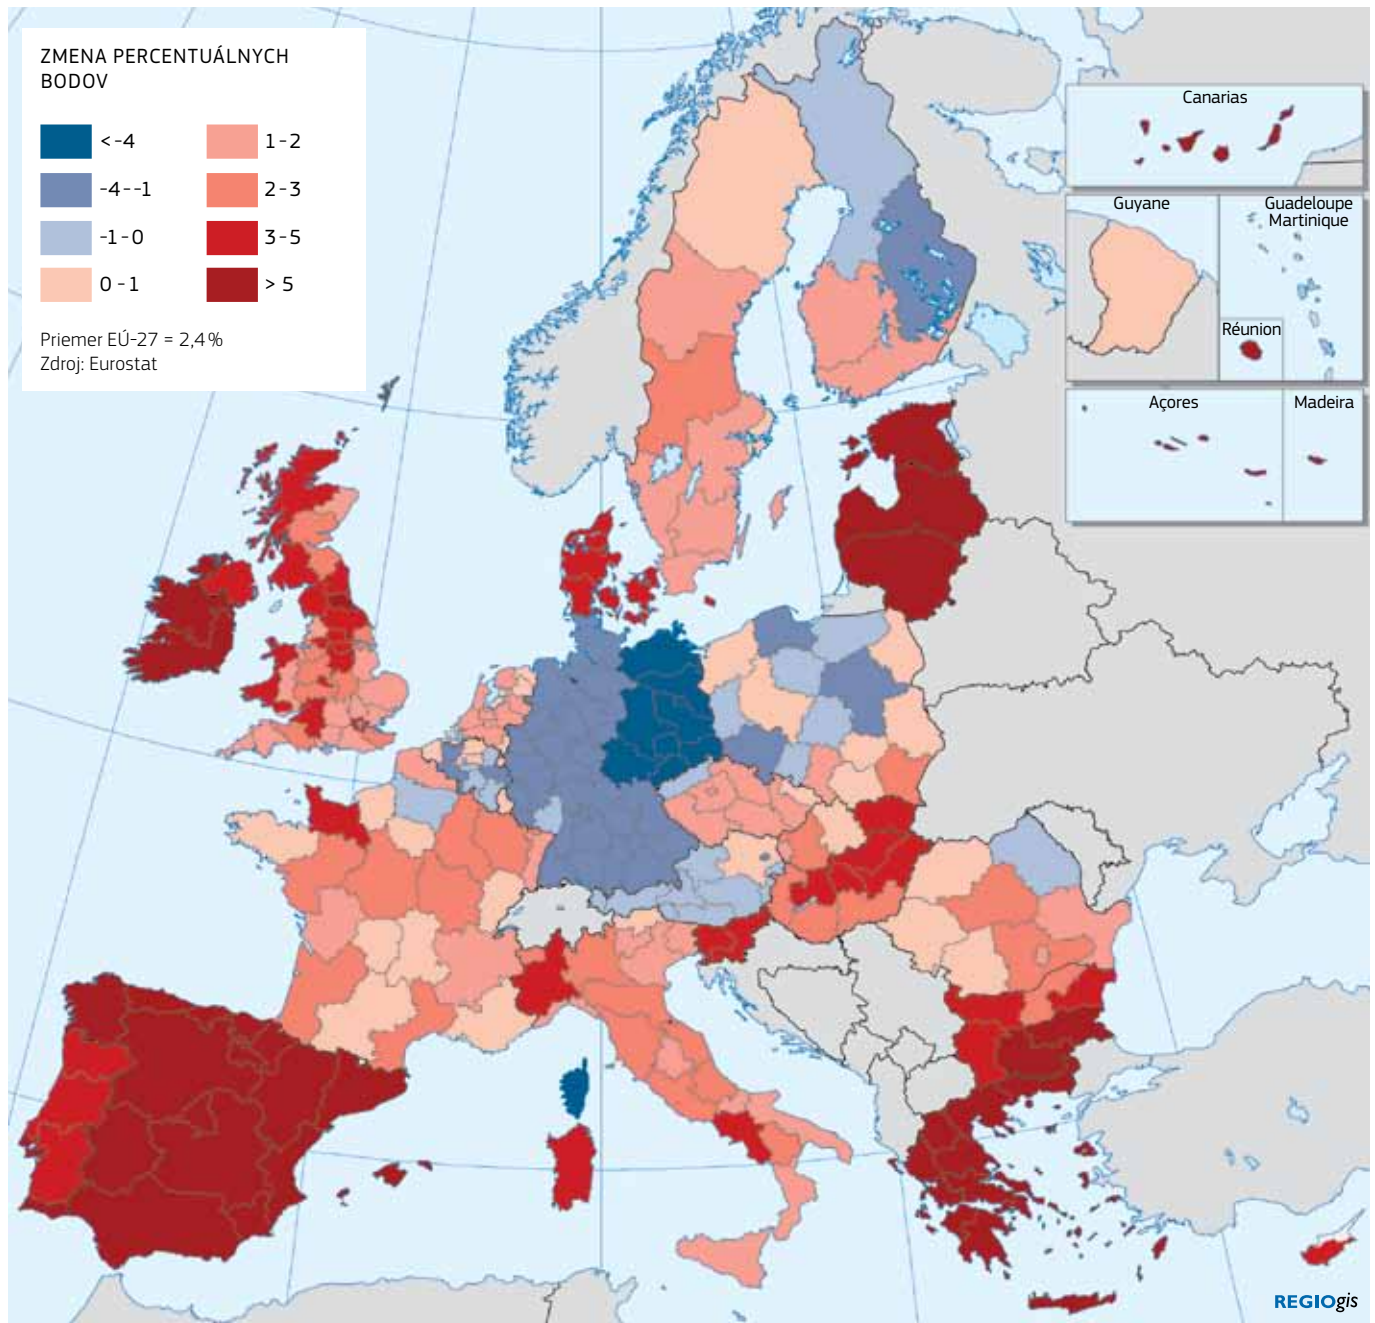 ZMENA PERCENTUÁLNYCH
BODOV
< -4
-4 - -1
-1 - 0
0 - 1
1 - 2
2 - 3
3 - 5
> 5
Priemer EÚ-27 = 2,4 %
Zdroj: Eurostat
Canarias
Guyane
Guadeloupe
Martinique
Réunion
Açores
Madeira
REGIOgis